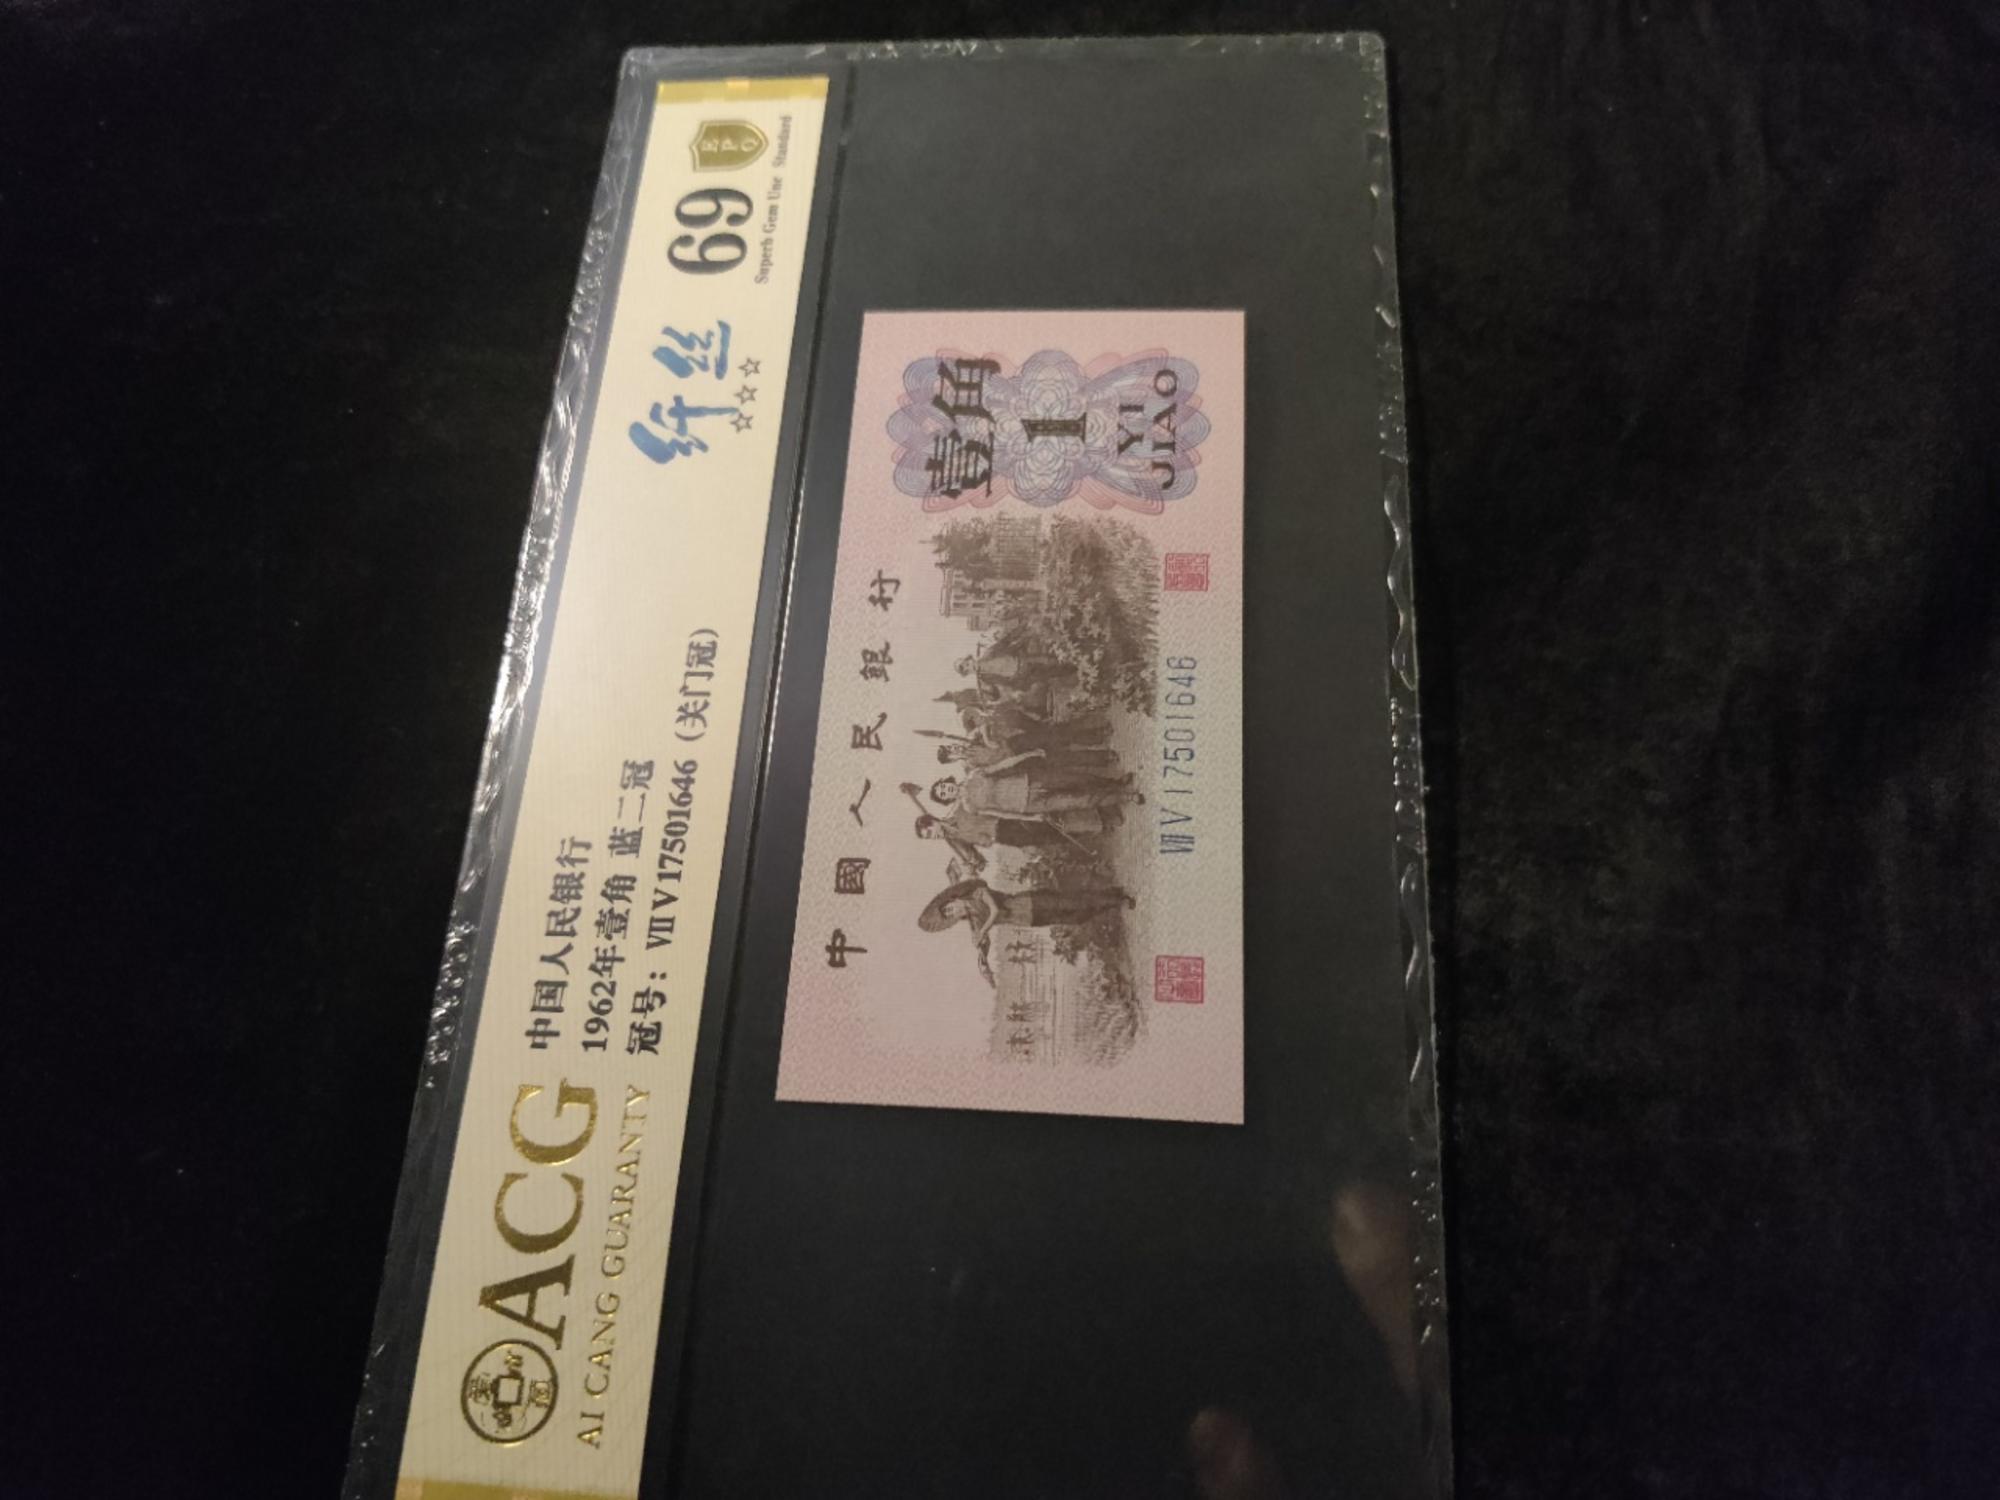 ACG
AI CANG GUARANTY
中国人民银行
1962年壹角 蓝二冠
冠号：ⅦⅤ17501646（关门冠）
纤丝
☆☆☆
69
EPQ
Superb Gem Unc Standard
中國人民銀行
壹角
1
YI
JIAO
ⅦⅤ17501646